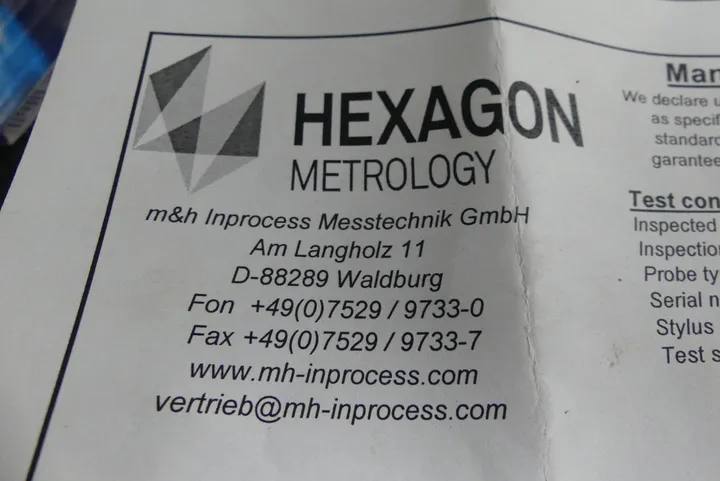 HEXAGON
METROLOGY
m&h Inprocess Messtechnik GmbH
Am Langholz 11
D-88289 Waldburg
Fon +49(0)7529 / 9733-0
Fax +49(0)7529 / 9733-7
www.mh-inprocess.com
vertrieb@mh-inprocess.com
Man
We declare u
as specif
standard
garantee
Test con
Inspected
Inspection
Probe ty
Serial n
Stylus
Test s